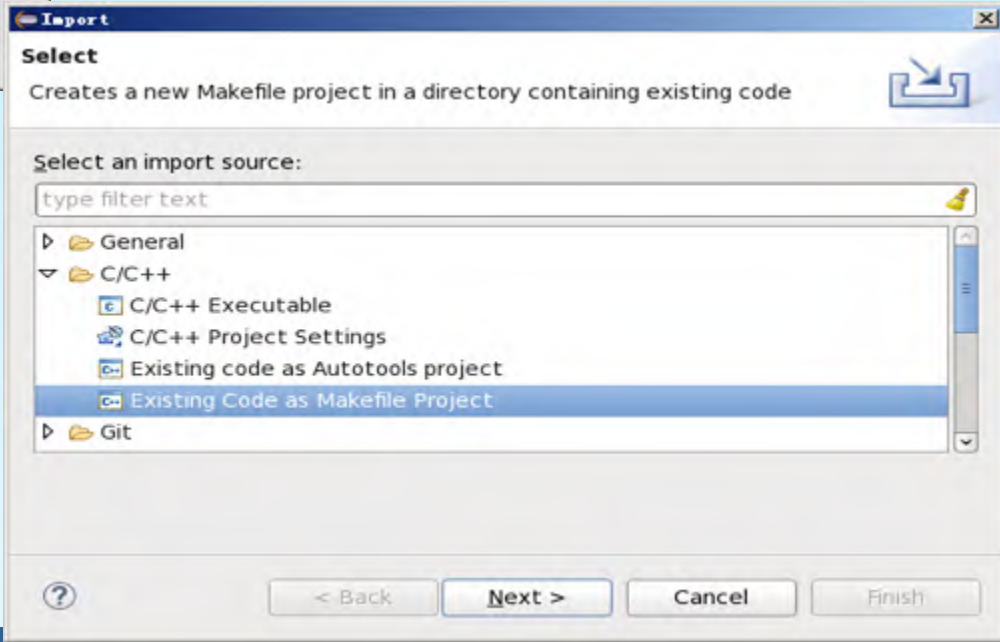 Import
Select
Creates a new Makefile project in a directory containing existing code
Select an import source:
type filter text
General
C/C++
C/C++ Executable
C/C++ Project Settings
Existing code as Autotools project
Existing Code as Makefile Project
Git
< Back
Next >
Cancel
Finish